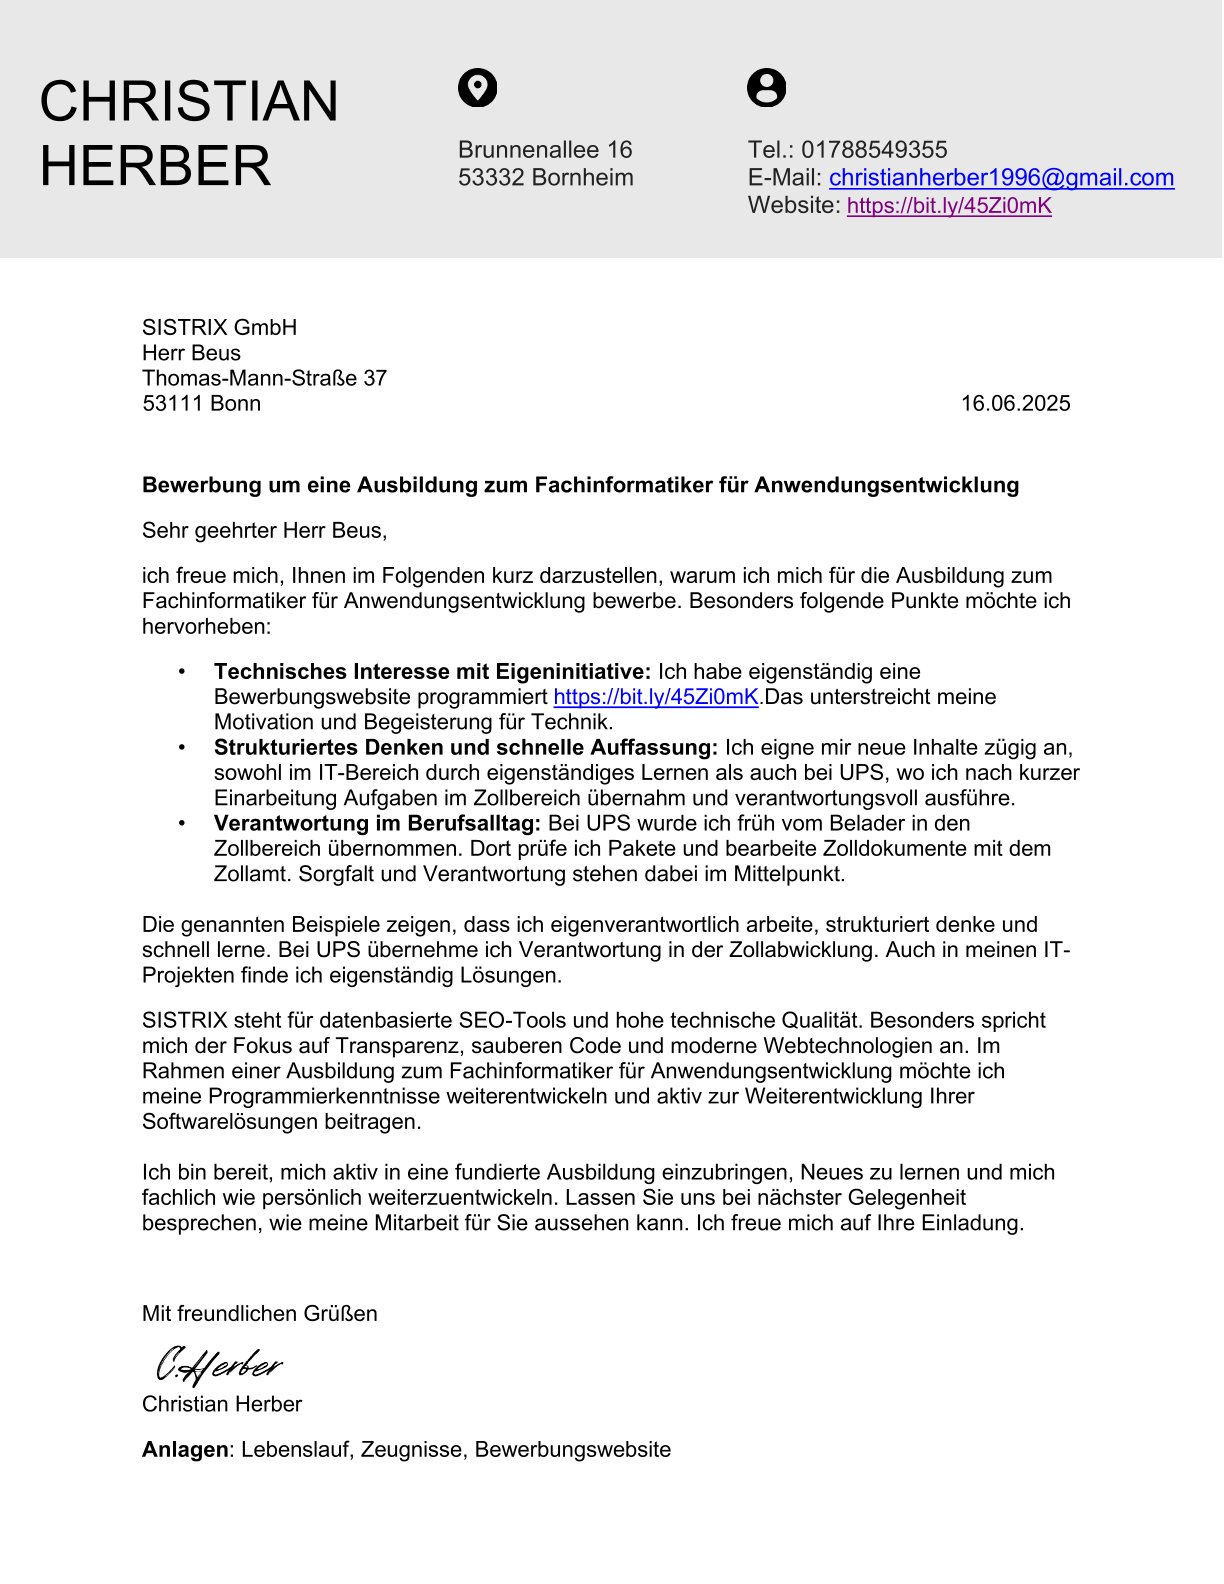 CHRISTIAN
HERBER
Brunnenallee 16
53332 Bornheim
Tel.: 01788549355
E-Mail: christianherber1996@gmail.com
Website: https://bit.ly/45Zi0mK
SISTRIX GmbH
Herr Beus
Thomas-Mann-Straße 37
53111 Bonn
16.06.2025
Bewerbung um eine Ausbildung zum Fachinformatiker für Anwendungsentwicklung
Sehr geehrter Herr Beus,
ich freue mich, Ihnen im Folgenden kurz darzustellen, warum ich mich für die Ausbildung zum
Fachinformatiker für Anwendungsentwicklung bewerbe. Besonders folgende Punkte möchte ich
hervorheben:
• Technisches Interesse mit Eigeninitiative: Ich habe eigenständig eine
Bewerbungswebsite programmiert https://bit.ly/45Zi0mK.Das unterstreicht meine
Motivation und Begeisterung für Technik.
• Strukturiertes Denken und schnelle Auffassung: Ich eigne mir neue Inhalte zügig an,
sowohl im IT-Bereich durch eigenständiges Lernen als auch bei UPS, wo ich nach kurzer
Einarbeitung Aufgaben im Zollbereich übernahm und verantwortungsvoll ausführe.
• Verantwortung im Berufsalltag: Bei UPS wurde ich früh vom Belader in den
Zollbereich übernommen. Dort prüfe ich Pakete und bearbeite Zolldokumente mit dem
Zollamt. Sorgfalt und Verantwortung stehen dabei im Mittelpunkt.
Die genannten Beispiele zeigen, dass ich eigenverantwortlich arbeite, strukturiert denke und
schnell lerne. Bei UPS übernehme ich Verantwortung in der Zollabwicklung. Auch in meinen IT-
Projekten finde ich eigenständig Lösungen.
SISTRIX steht für datenbasierte SEO-Tools und hohe technische Qualität. Besonders spricht
mich der Fokus auf Transparenz, sauberen Code und moderne Webtechnologien an. Im
Rahmen einer Ausbildung zum Fachinformatiker für Anwendungsentwicklung möchte ich
meine Programmierkenntnisse weiterentwickeln und aktiv zur Weiterentwicklung Ihrer
Softwarelösungen beitragen.
Ich bin bereit, mich aktiv in eine fundierte Ausbildung einzubringen, Neues zu lernen und mich
fachlich wie persönlich weiterzuentwickeln. Lassen Sie uns bei nächster Gelegenheit
besprechen, wie meine Mitarbeit für Sie aussehen kann. Ich freue mich auf Ihre Einladung.
Mit freundlichen Grüßen
C.Herber
Christian Herber
Anlagen: Lebenslauf, Zeugnisse, Bewerbungswebsite